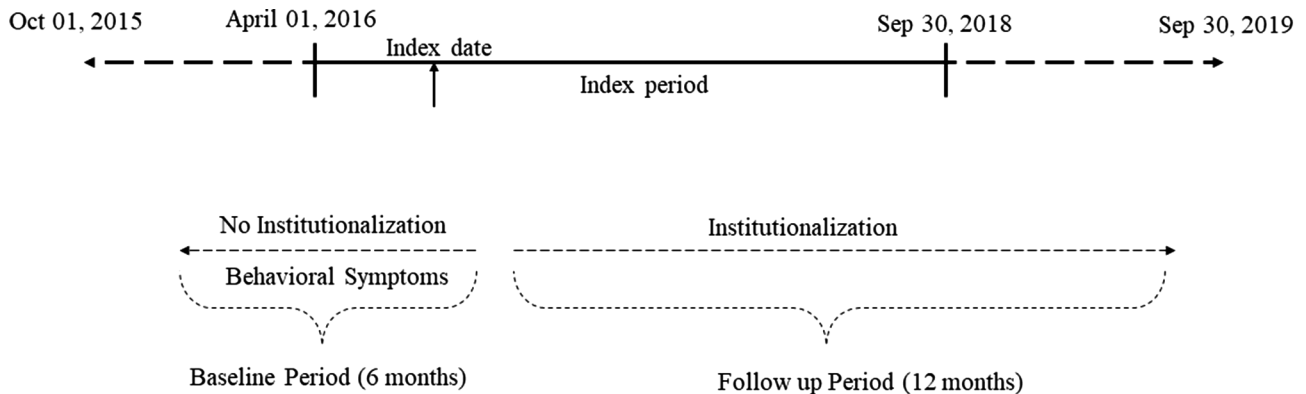 Oct 01, 2015
April 01, 2016
Sep 30, 2018
Sep 30, 2019
Index date
Index period
No Institutionalization
Institutionalization
Behavioral Symptoms
Baseline Period (6 months)
Follow up Period (12 months)